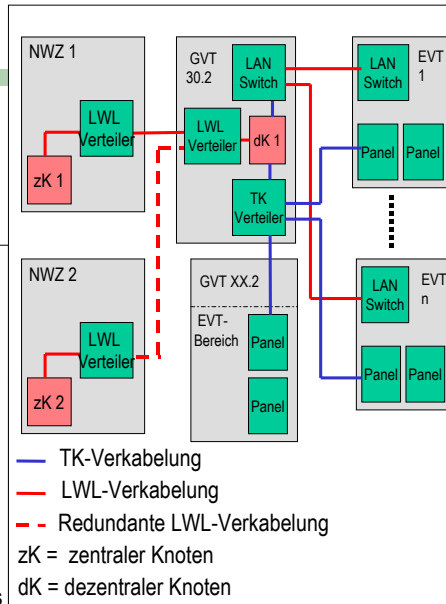 NWZ 1
LWL
Verteiler
zK 1
GVT
30.2
LAN
Switch
LWL
Verteiler
dK 1
TK
Verteiler
LAN
Switch
EVT
1
Panel
Panel
NWZ 2
LWL
Verteiler
zK 2
GVT XX.2
EVT-
Bereich
Panel
Panel
LAN
Switch
EVT
n
Panel
Panel
TK-Verkabelung
LWL-Verkabelung
Redundante LWL-Verkabelung
zK = zentraler Knoten
dK = dezentraler Knoten
s